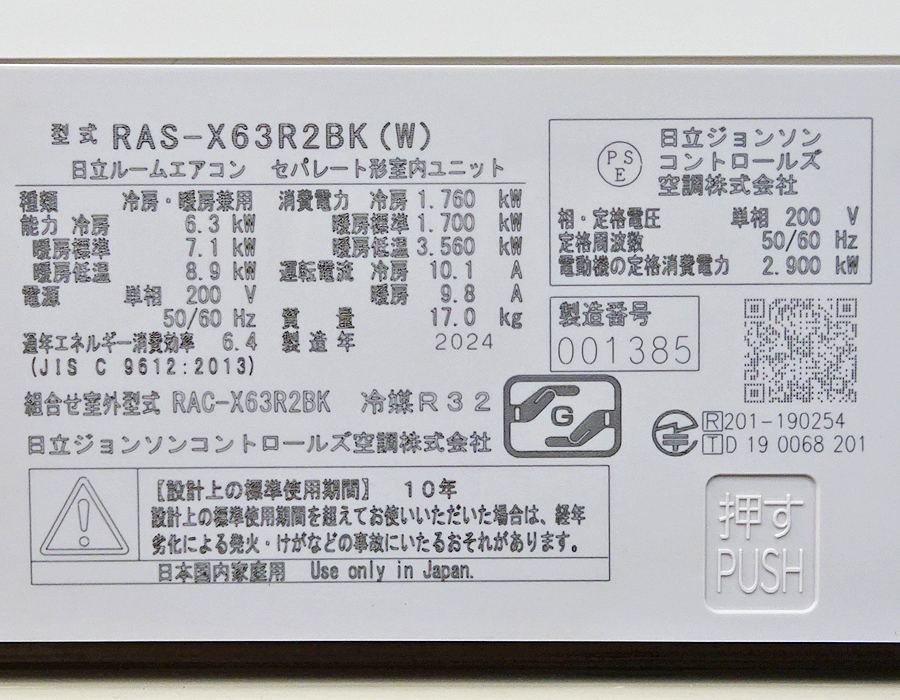 型式 RAS-X63R2BK(W)
日立ルームエアコン セパレート形室内ユニット
種類 冷房・暖房兼用
能力 冷房 6.3 kW
暖房標準 7.1 kW
暖房低温 8.9 kW
電源 単相 200 V
50/60 Hz
通年エネルギー消費効率 6.4
(JIS C 9612:2013)
消費電力 冷房 1.760 kW
暖房標準 1.700 kW
暖房低温 3.560 kW
運転電流 冷房 10.1 A
暖房 9.8 A
質量 17.0 kg
製造年 2024
組合せ室外型式 RAC-X63R2BK 冷媒R32
日立ジョンソンコントロールズ空調株式会社
PSE
日立ジョンソン
コントロールズ
空調株式会社
相・定格電圧 単相 200 V
定格周波数 50/60 Hz
電動機の定格消費電力 2.900 kW
製造番号
001385
G
R 201-190254
T D 19 0068 201
【設計上の標準使用期間】 10年
設計上の標準使用期間を超えてお使いいただいた場合は、経年
劣化による発火・けがなどの事故にいたるおそれがあります。
日本国内家庭用 Use only in Japan.
押す
PUSH